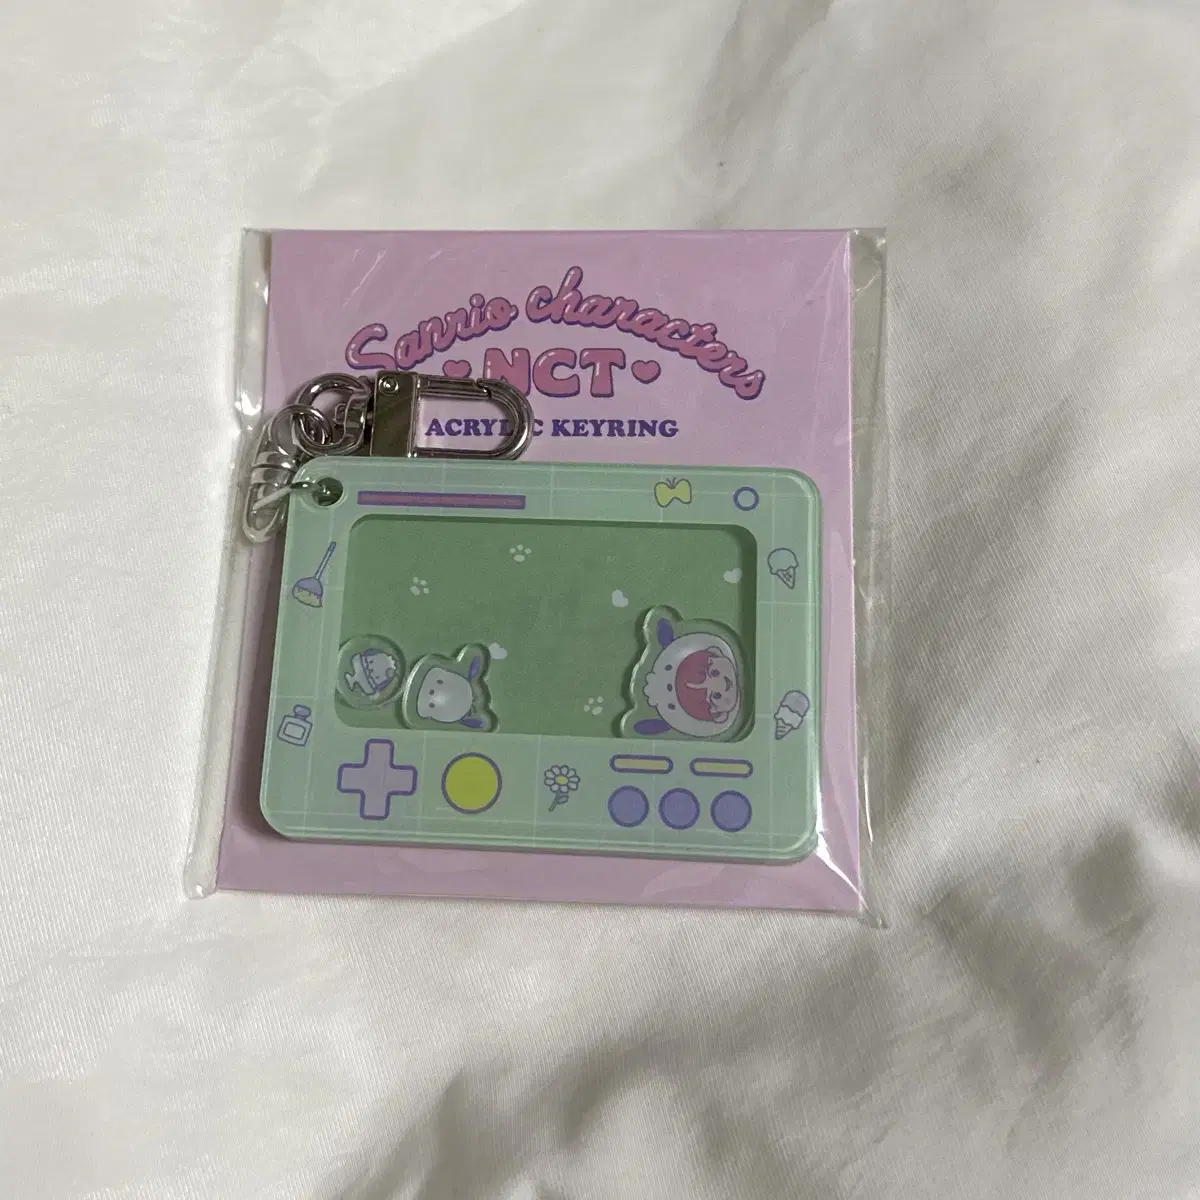 Sanrio characters
NCT
ACRYLIC KEYRING